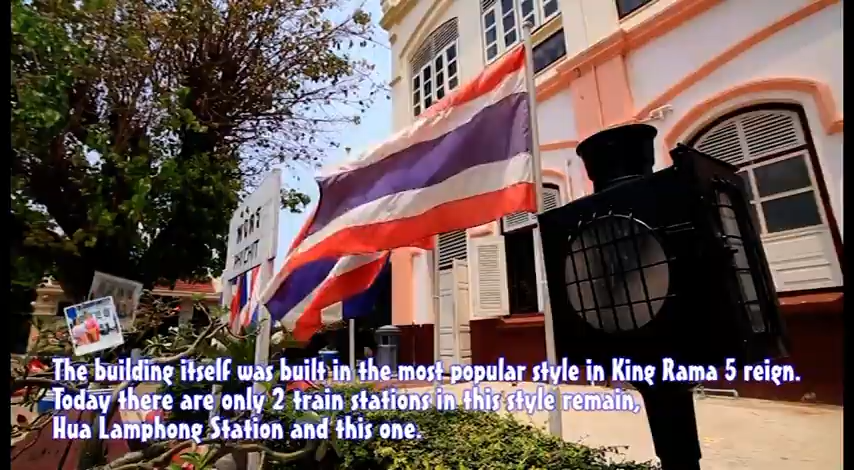 The building itself was built in the most popular style in King Rama 5 reign.
Today there are only 2 train stations in this style remain,
Hua Lamphong Station and this one.